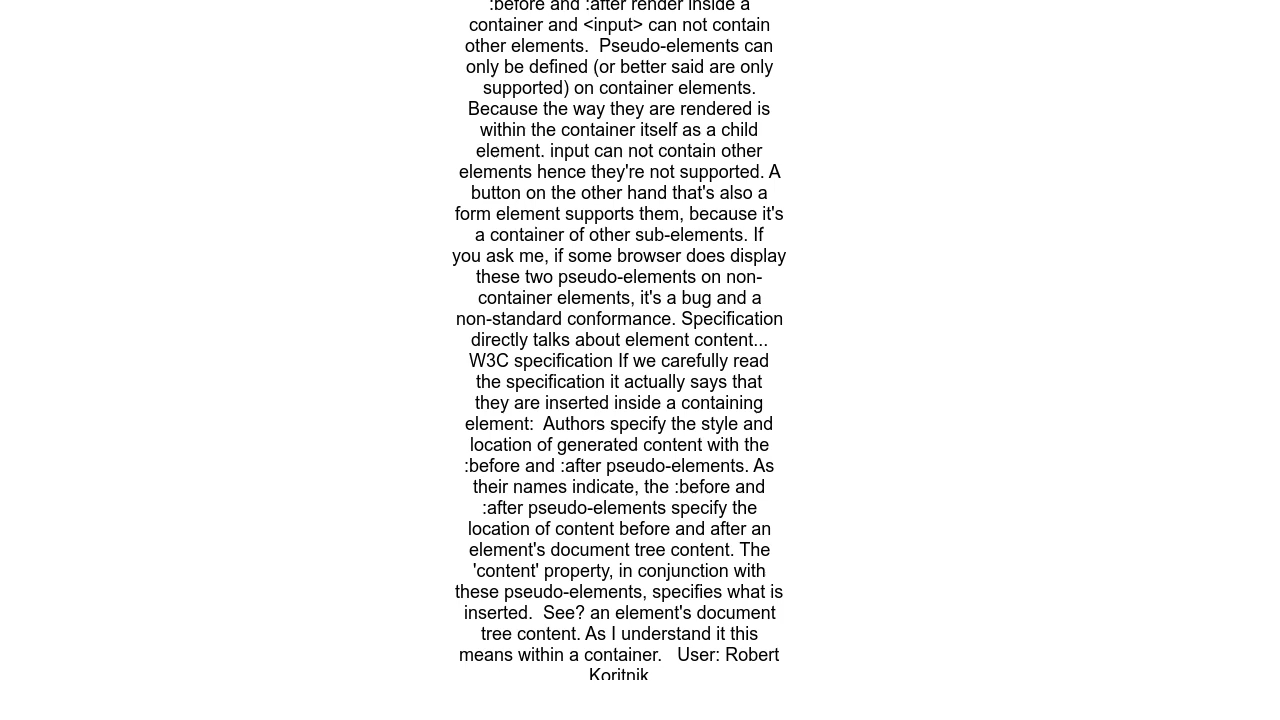 :before and :after render inside a
container and <input> can not contain
other elements.  Pseudo-elements can
only be defined (or better said are only
supported) on container elements.
Because the way they are rendered is
within the container itself as a child
element. input can not contain other
elements hence they're not supported. A
button on the other hand that's also a
form element supports them, because it's
a container of other sub-elements. If
you ask me, if some browser does display
these two pseudo-elements on non-
container elements, it's a bug and a
non-standard conformance. Specification
directly talks about element content...
W3C specification If we carefully read
the specification it actually says that
they are inserted inside a containing
element:  Authors specify the style and
location of generated content with the
:before and :after pseudo-elements. As
their names indicate, the :before and
:after pseudo-elements specify the
location of content before and after an
element's document tree content. The
'content' property, in conjunction with
these pseudo-elements, specifies what is
inserted.  See? an element's document
tree content. As I understand it this
means within a container.   User: Robert
Koritnik